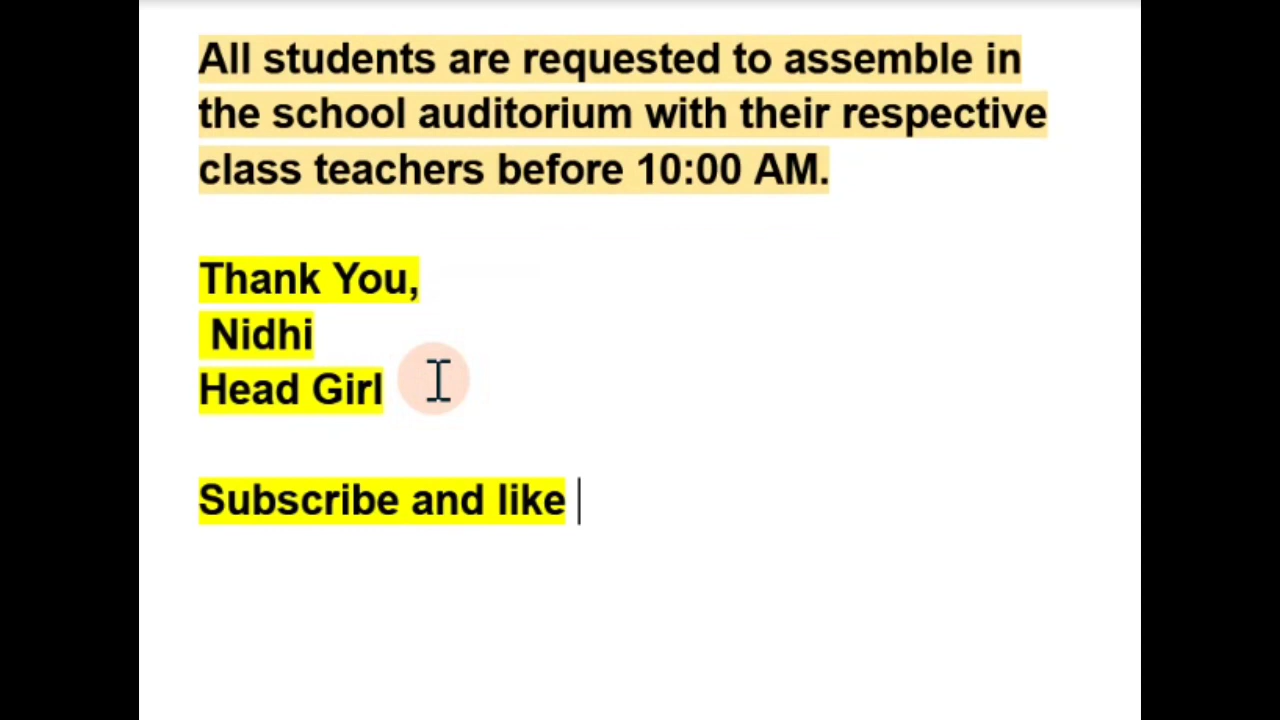 All students are requested to assemble in
the school auditorium with their respective
class teachers before 10:00 AM.
Thank You,
Nidhi
Head Girl
Subscribe and like